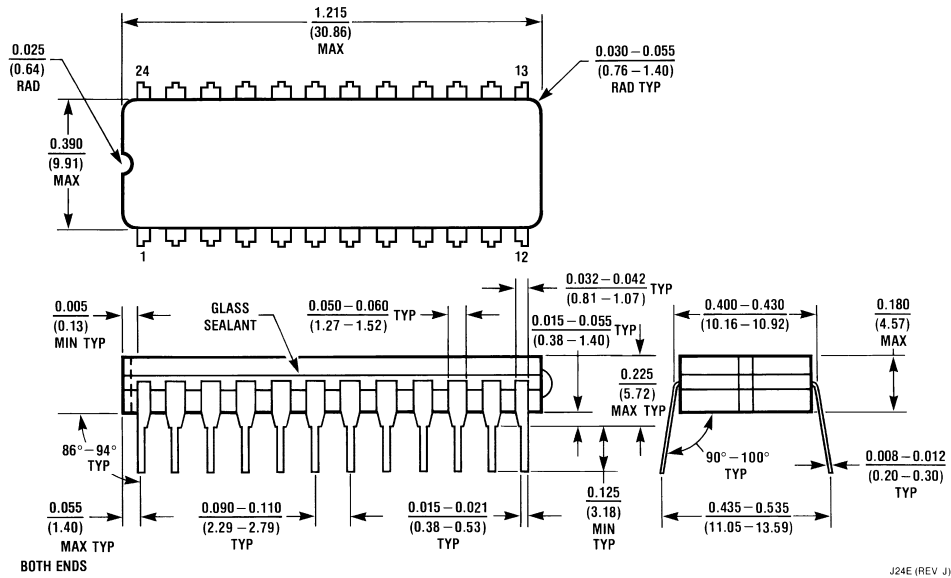 1.215
(30.86)
MAX
0.025
(0.64)
RAD
0.030 – 0.055
(0.76 – 1.40)
RAD TYP
24
13
0.390
(9.91)
MAX
1
12
0.005
(0.13)
MIN TYP
GLASS
SEALANT
0.050 – 0.060
(1.27 – 1.52)
TYP
0.032 – 0.042
(0.81 – 1.07)
TYP
0.015 – 0.055
(0.38 – 1.40)
TYP
0.225
(5.72)
MAX TYP
0.400 – 0.430
(10.16 – 10.92)
0.180
(4.57)
MAX
86° – 94°
TYP
90° – 100°
TYP
0.008 – 0.012
(0.20 – 0.30)
TYP
0.055
(1.40)
MAX TYP
BOTH ENDS
0.090 – 0.110
(2.29 – 2.79)
TYP
0.015 – 0.021
(0.38 – 0.53)
TYP
0.125
(3.18)
MIN
TYP
0.435 – 0.535
(11.05 – 13.59)
J24E (REV J)